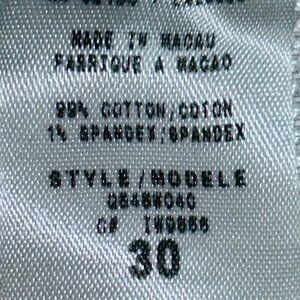 MADE IN MACAU
FABRIQUE A MACAO
99% COTTON/COTON
1% SPANDEX/SPANDEX
STYLE/MODELE
C#
30